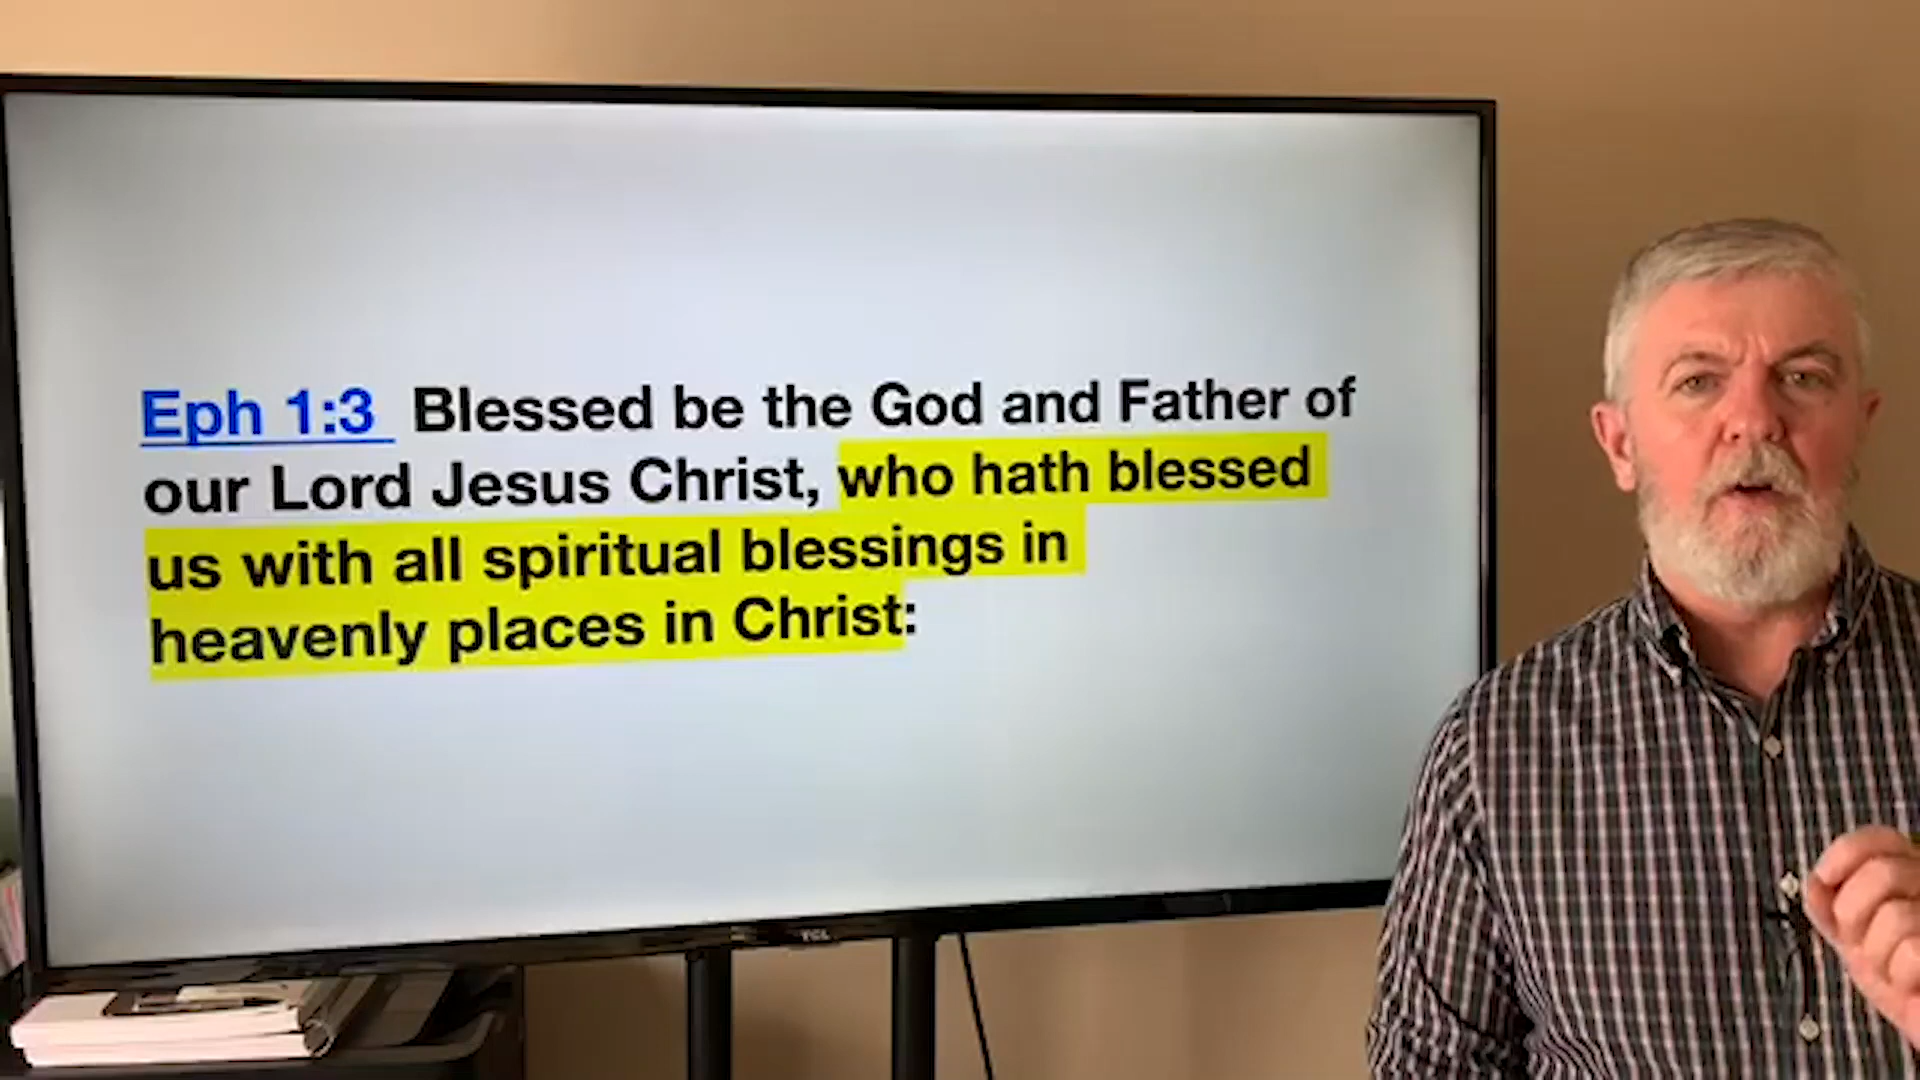 Eph 1:3 Blessed be the God and Father of
our Lord Jesus Christ, who hath blessed
us with all spiritual blessings in
heavenly places in Christ:
TCL